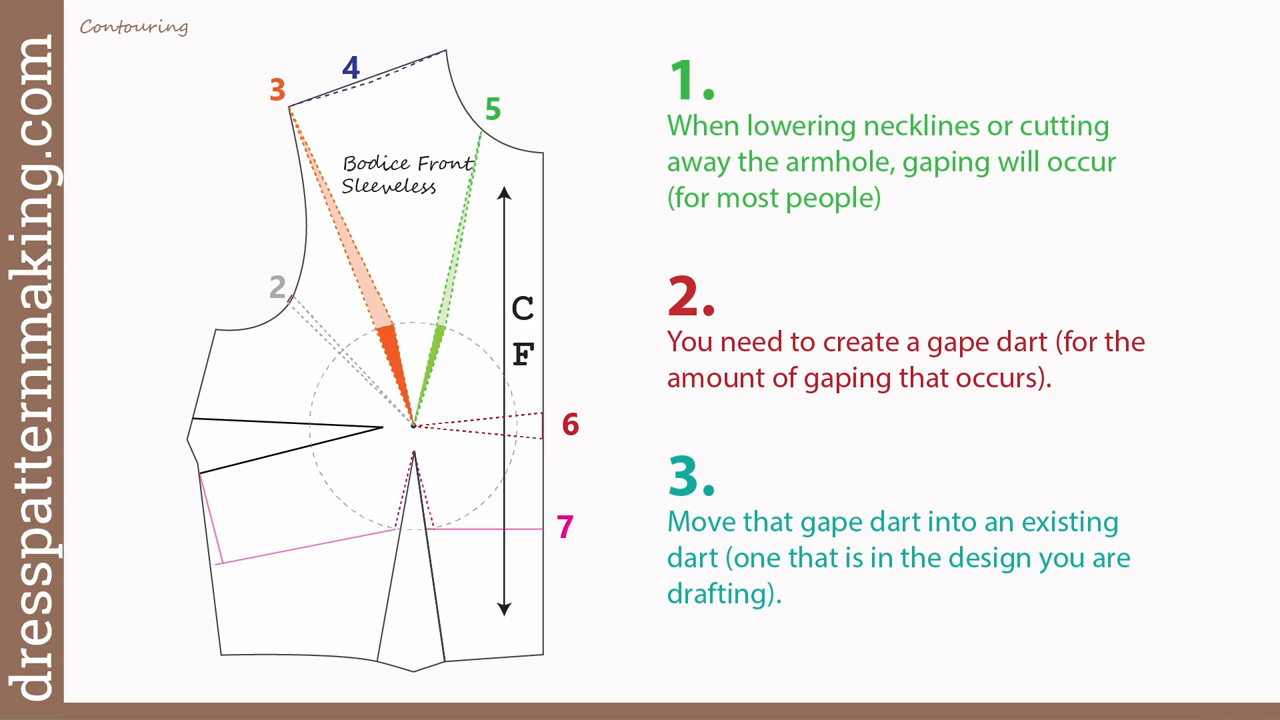 dresspatternmaking.com
Contouring
3
4
5
Bodice Front
Sleeveless
2
C
F
6
7
1.
When lowering necklines or cutting
away the armhole, gaping will occur
(for most people)
2.
You need to create a gape dart (for the
amount of gaping that occurs).
3.
Move that gape dart into an existing
dart (one that is in the design you are
drafting).